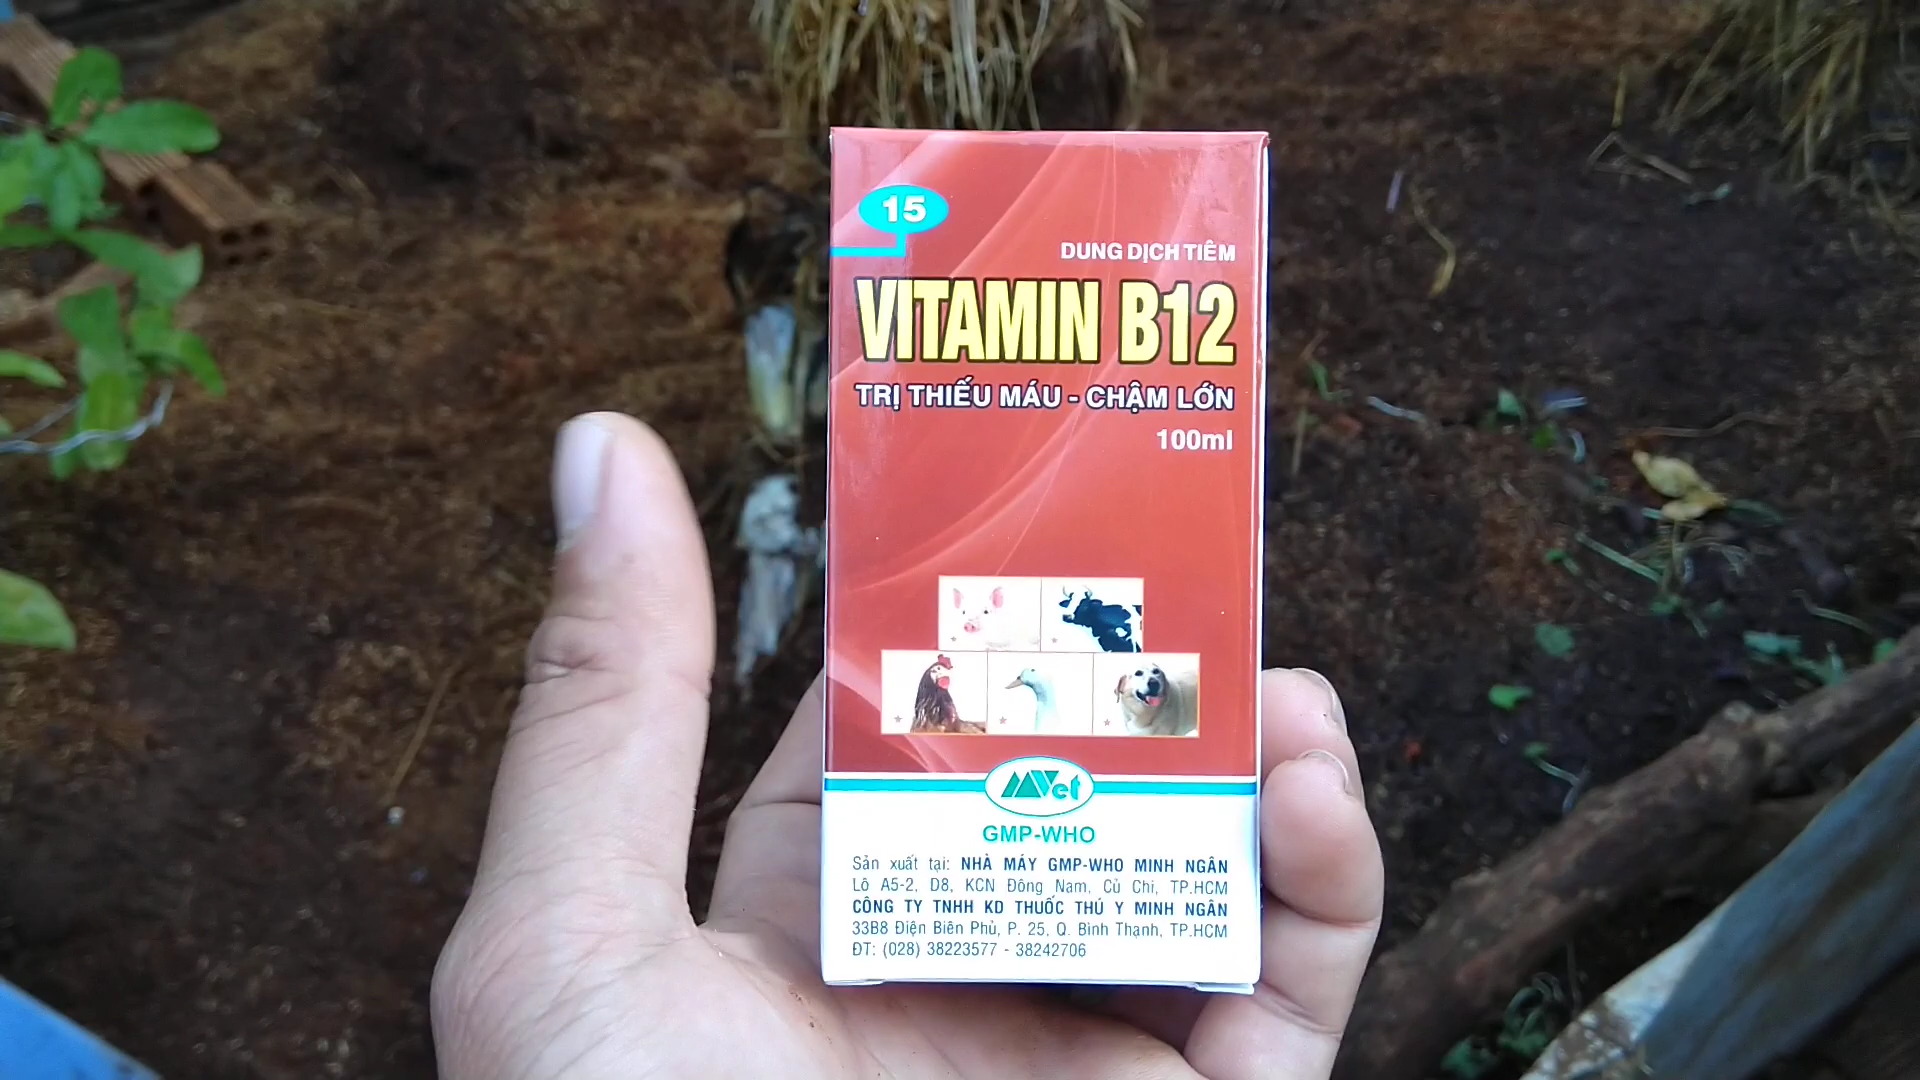 15
DUNG DỊCH TIÊM
VITAMIN B12
TRỊ THIẾU MÁU - CHẬM LỚN
100ml
MVet
GMP-WHO
Sản xuất tại: NHÀ MÁY GMP-WHO MINH NGÂN
Lô A5-2, D8, KCN Đông Nam, Củ Chi, TP.HCM
CÔNG TY TNHH KD THUỐC THÚ Y MINH NGÂN
33B8 Điện Biên Phủ, P. 25, Q. Bình Thạnh, TP.HCM
ĐT: (028) 38223577 - 38242706